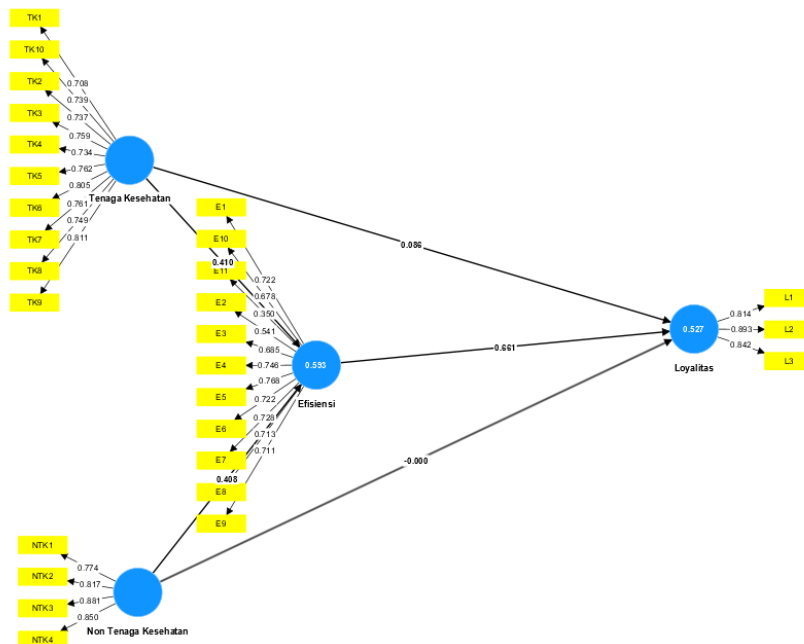 TK1
TK10
TK2
TK3
TK4
TK5
TK6
TK7
TK8
TK9
0.708
0.739
0.737
0.759
0.734
0.762
0.805
0.761
0.749
0.811
Tenaga Kesehatan
0.410
0.086
E1
E10
E11
E2
E3
E4
E5
E6
E7
E8
E9
0.722
0.678
0.350
0.541
0.685
0.746
0.768
0.722
0.728
0.713
0.711
0.593
Efisiensi
0.661
0.408
-0.000
0.527
Loyalitas
0.814
0.893
0.842
L1
L2
L3
NTK1
NTK2
NTK3
NTK4
0.774
0.817
0.881
0.850
Non Tenaga Kesehatan